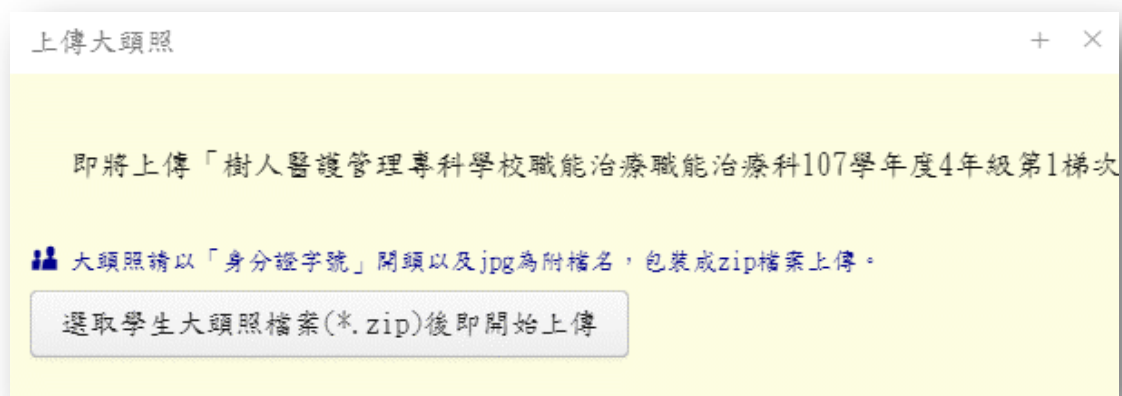 上傳大頭照
即將上傳「樹人醫護管理專科學校職能治療職能治療科107學年度4年級第1梯次
大頭照請以「身分證字號」開頭以及jpg為附檔名，包裝成zip檔案上傳。
選取學生大頭照檔案(*.zip)後即開始上傳